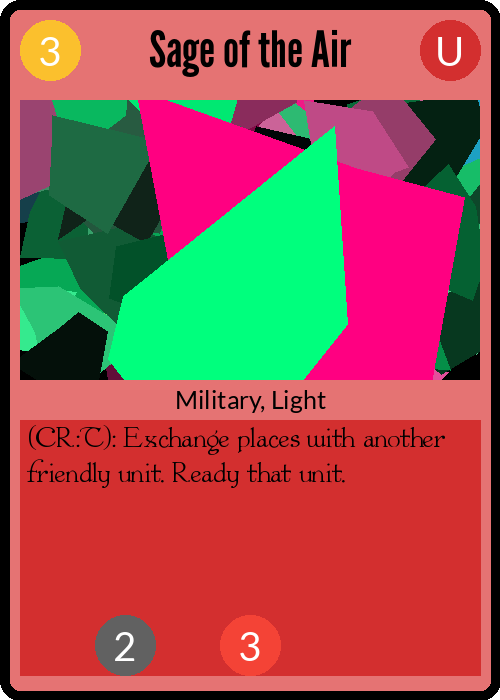 3
Sage of the Air
U
Military, Light
(CR:T): Exchange places with another
friendly unit. Ready that unit.
2
3